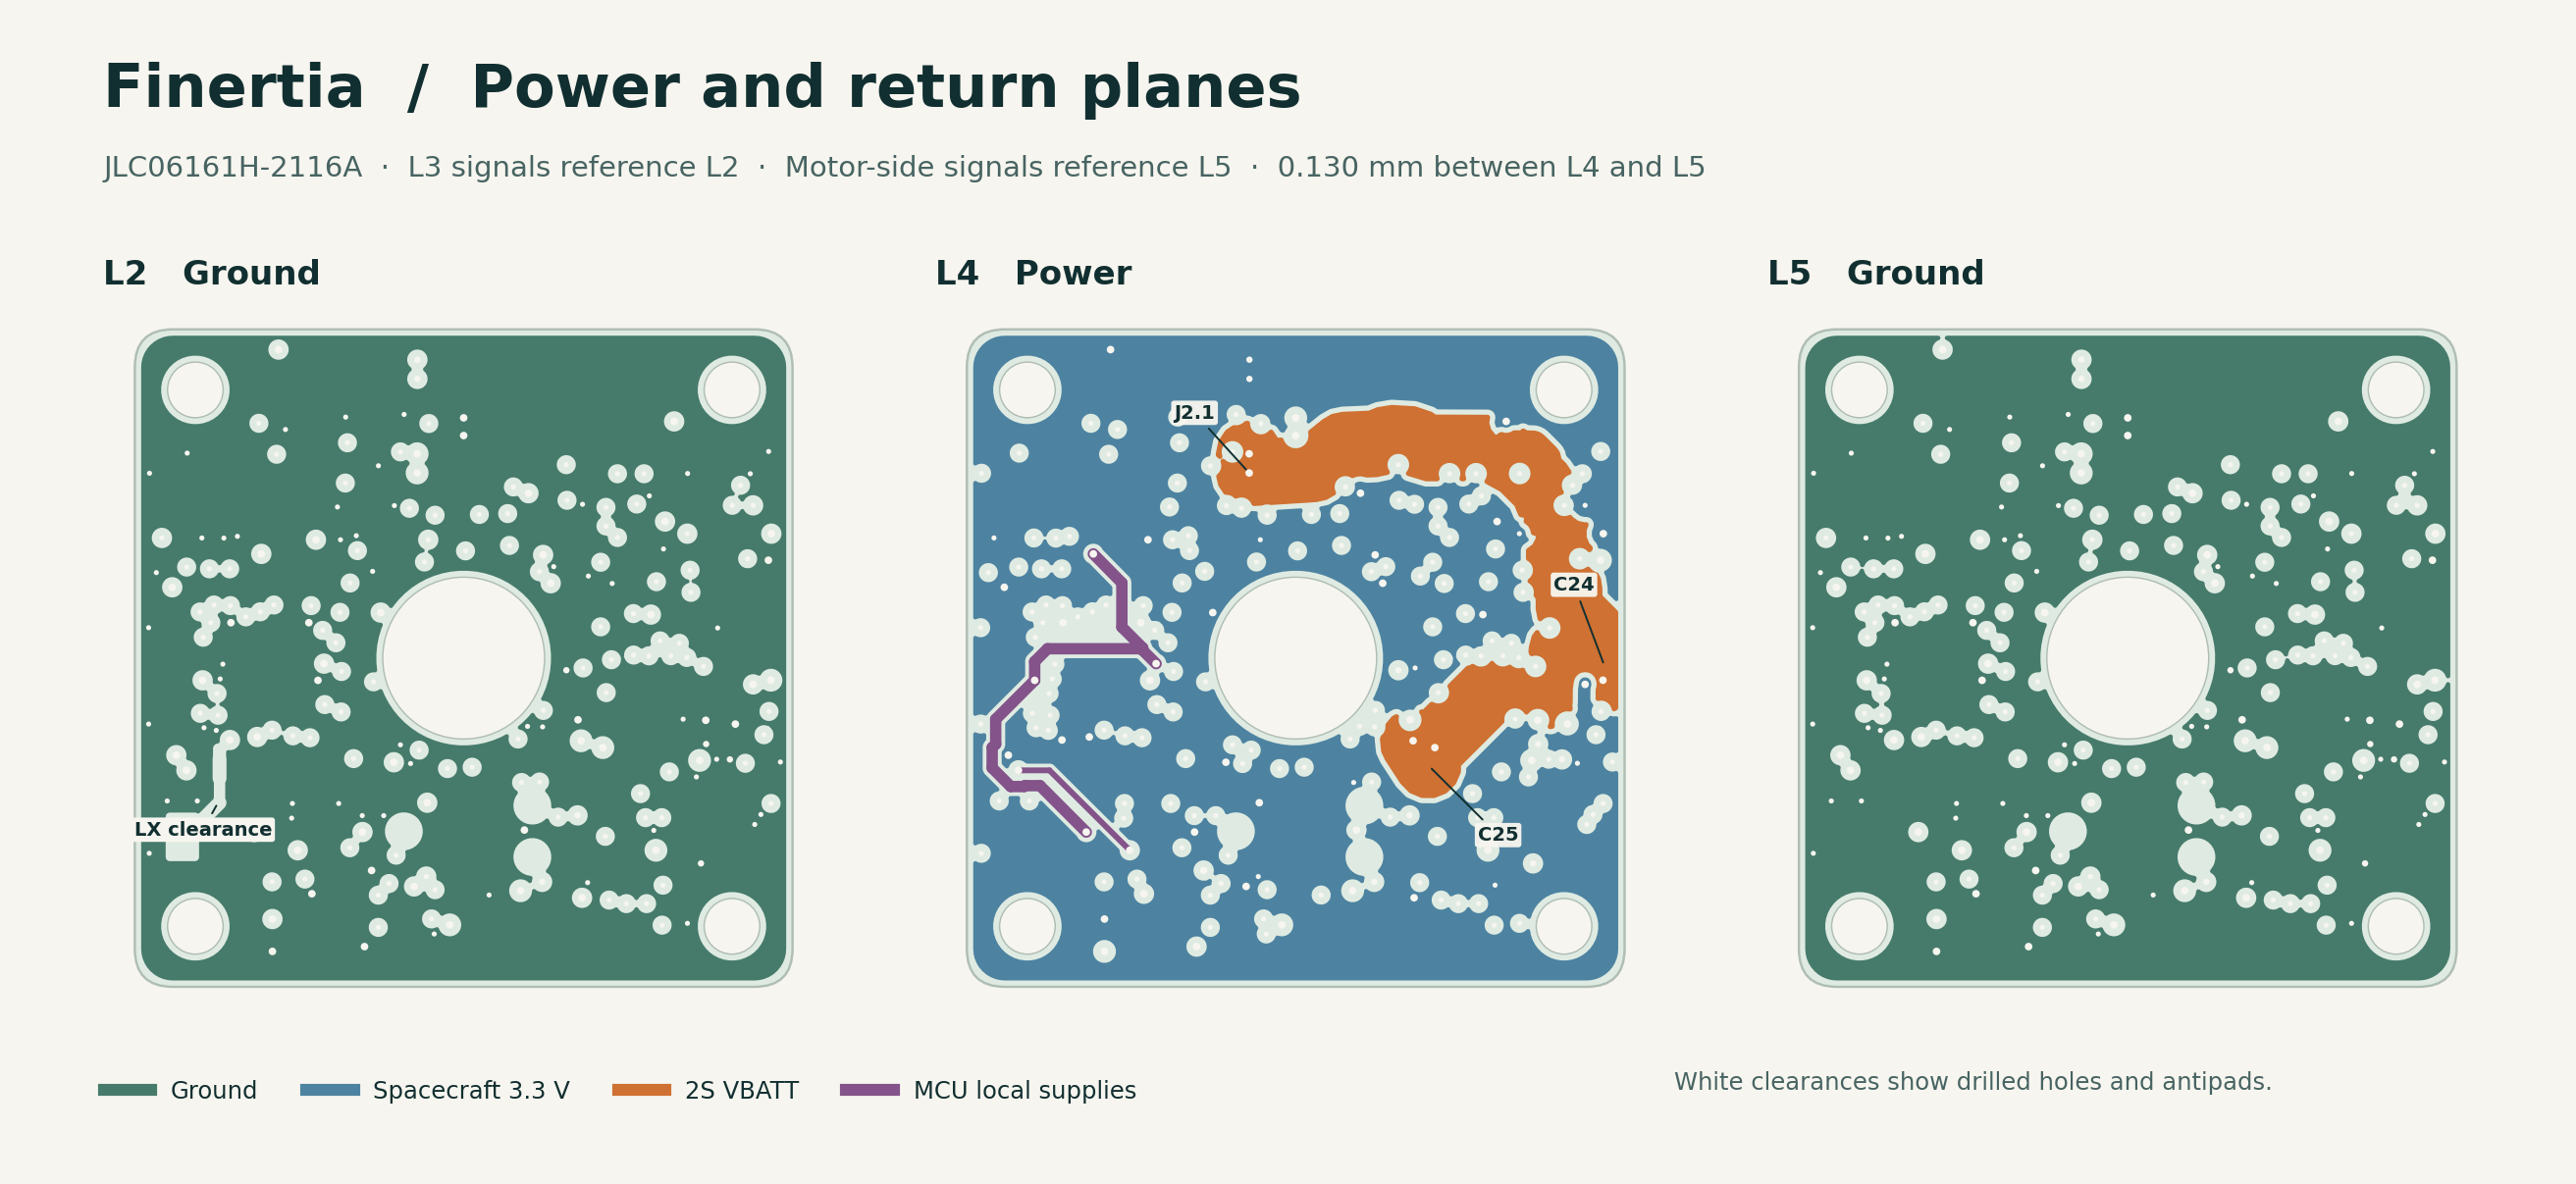 Finertia / Power and return planes
JLC06161H-2116A · L3 signals reference L2 · Motor-side signals reference L5 · 0.130 mm between L4 and L5
L2 Ground
L4 Power
L5 Ground
J2.1
C24
LX clearance
C25
Ground
Spacecraft 3.3 V
2S VBATT
MCU local supplies
White clearances show drilled holes and antipads.